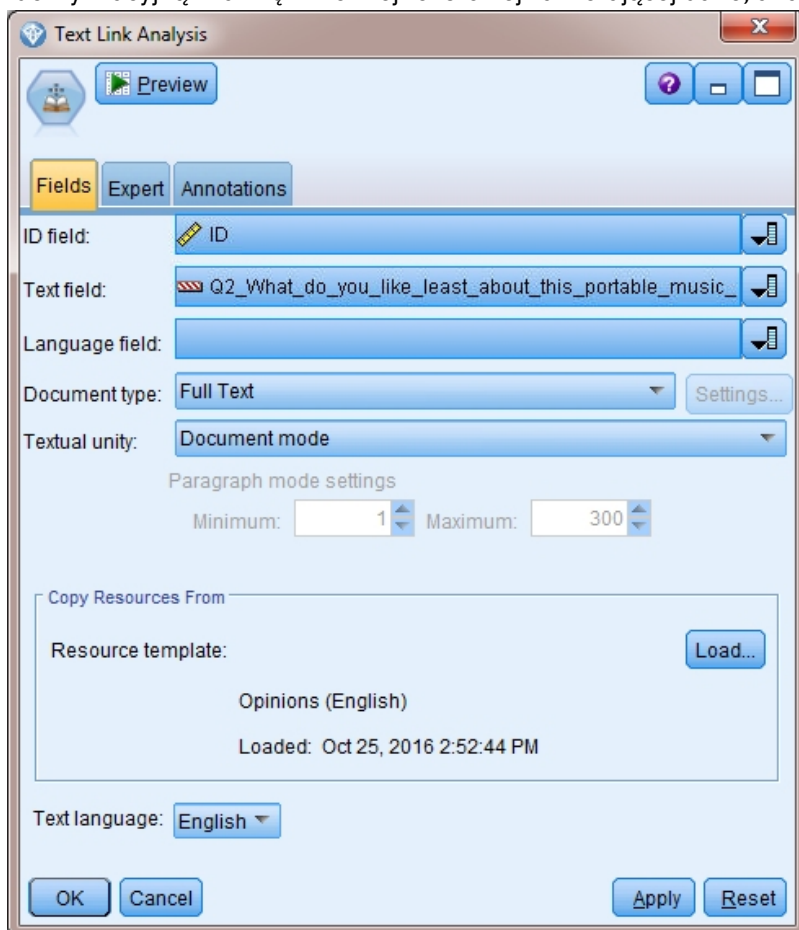 Text Link Analysis
Preview
Fields Expert Annotations
ID field: ID
Text field: Q2_What_do_you_like_least_about_this_portable_music_
Language field:
Document type: Full Text Settings...
Textual unity: Document mode
Paragraph mode settings
Minimum: 1 Maximum: 300
Copy Resources From
Resource template: Load...
Opinions (English)
Loaded: Oct 25, 2016 2:52:44 PM
Text language: English
OK Cancel Apply Reset